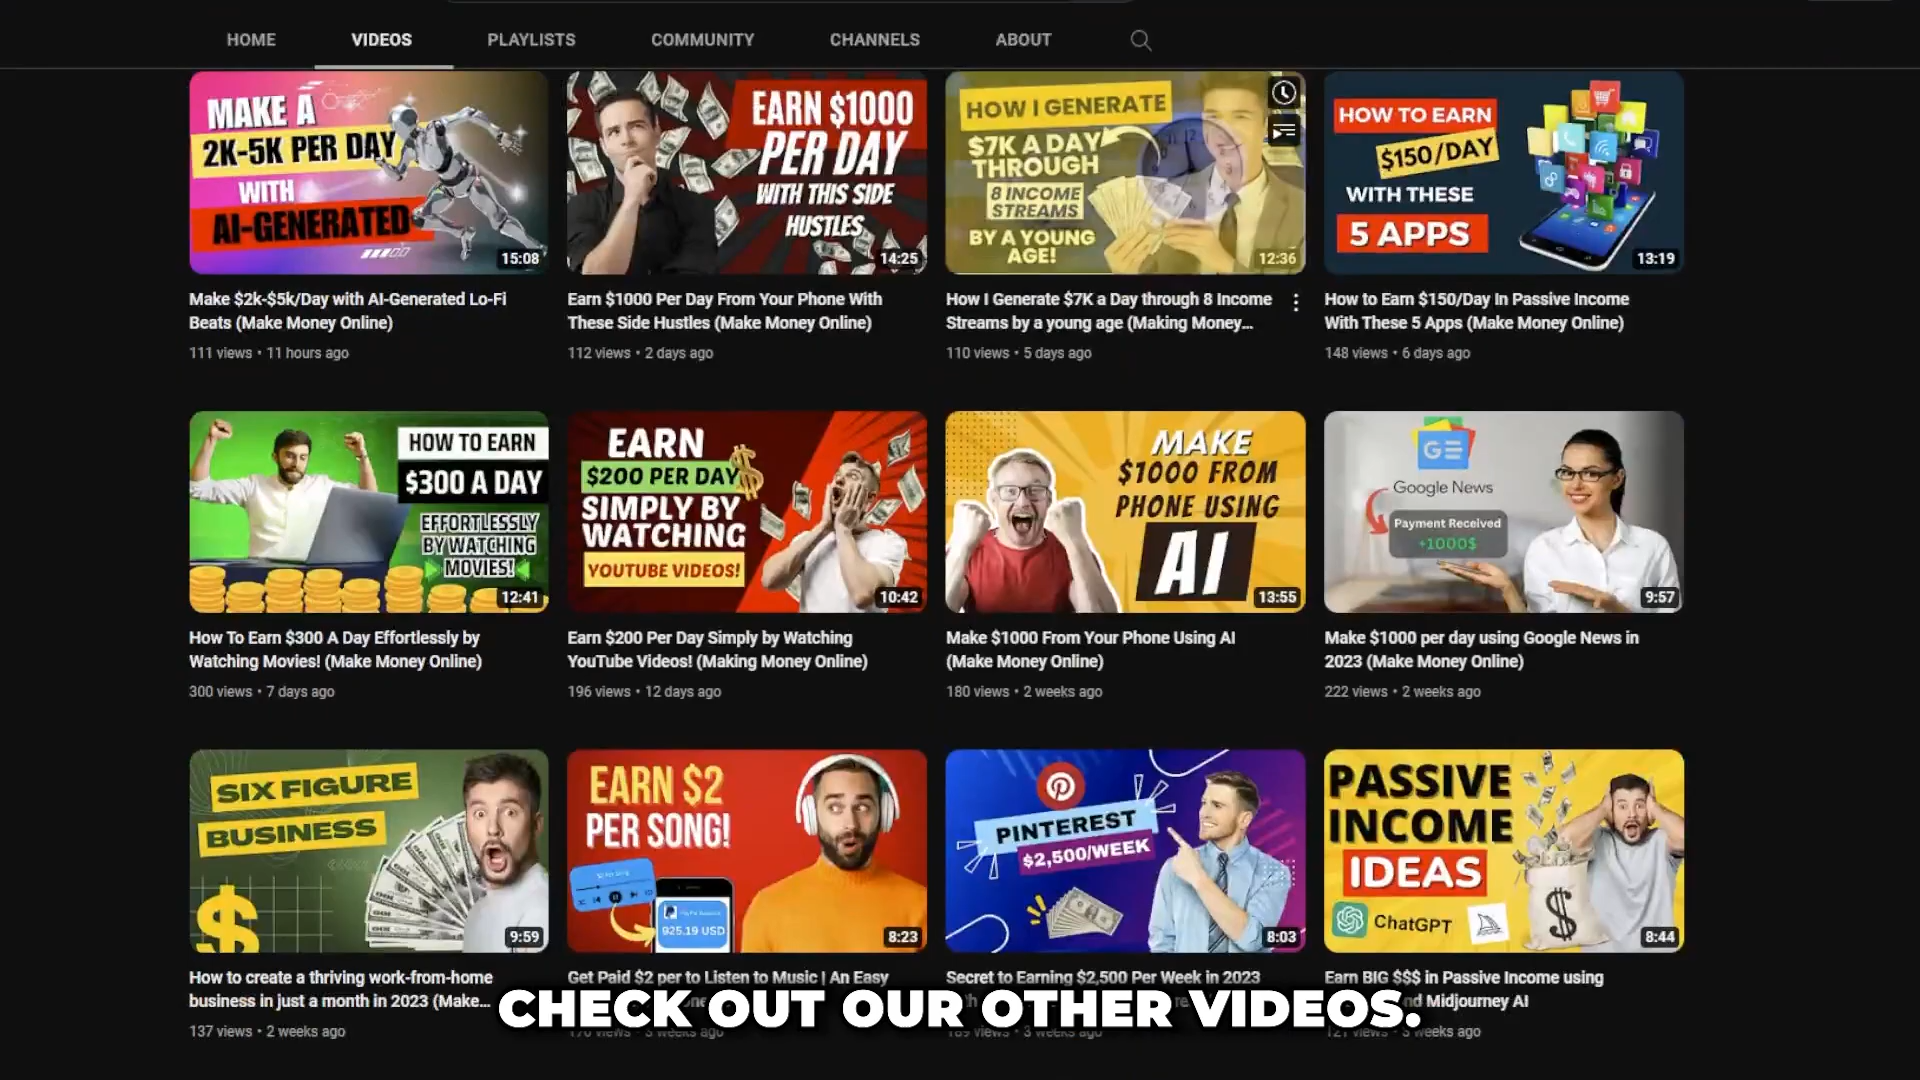 HOME VIDEOS PLAYLISTS COMMUNITY CHANNELS ABOUT
MAKE A
2K-5K PER DAY
WITH
AI-GENERATED
15:08
EARN $1000
PER DAY
WITH THIS SIDE
HUSTLES
14:25
HOW I GENERATE
$7K A DAY
THROUGH
8 INCOME
STREAMS
BY A YOUNG
AGE!
12:36
HOW TO EARN
$150/DAY
WITH THESE
5 APPS
13:19
Make $2k-$5k/Day with AI-Generated Lo-Fi
Beats (Make Money Online)
111 views • 11 hours ago
Earn $1000 Per Day From Your Phone With
These Side Hustles (Make Money Online)
112 views • 2 days ago
How I Generate $7K a Day through 8 Income
Streams by a young age (Making Money...
110 views • 5 days ago
How to Earn $150/Day In Passive Income
With These 5 Apps (Make Money Online)
148 views • 6 days ago
HOW TO EARN
$300 A DAY
EFFORTLESSLY
BY WATCHING
MOVIES!
12:41
EARN
$200 PER DAY
SIMPLY BY
WATCHING
YOUTUBE VIDEOS!
10:42
MAKE
$1000 FROM
PHONE USING
AI
13:55
GE
Google News
Payment Received
+1000$
9:57
How To Earn $300 A Day Effortlessly by
Watching Movies! (Make Money Online)
300 views • 7 days ago
Earn $200 Per Day Simply by Watching
YouTube Videos! (Making Money Online)
196 views • 12 days ago
Make $1000 From Your Phone Using AI
(Make Money Online)
180 views • 2 weeks ago
Make $1000 per day using Google News in
2023 (Make Money Online)
222 views • 2 weeks ago
SIX FIGURE
BUSINESS
9:59
EARN $2
PER SONG!
925.19 USD
8:23
PINTEREST
$2,500/WEEK
8:03
PASSIVE
INCOME
IDEAS
ChatGPT
8:44
How to create a thriving work-from-home
business in just a month in 2023 (Make...
137 views • 2 weeks ago
Get Paid $2 per to Listen to Music | An Easy
Secret to Earning $2,500 Per Week in 2023
Earn BIG $$$ in Passive Income using
Midjourney AI
121 views • 3 weeks ago
CHECK OUT OUR OTHER VIDEOS.